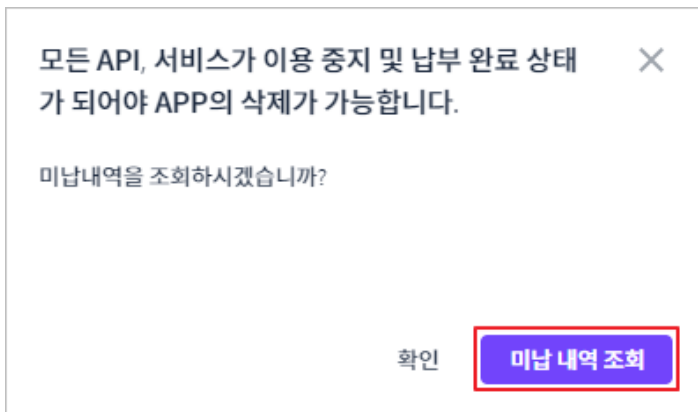 모든 API, 서비스가 이용 중지 및 납부 완료 상태
가 되어야 APP의 삭제가 가능합니다.
미납내역을 조회하시겠습니까?
확인
미납 내역 조회